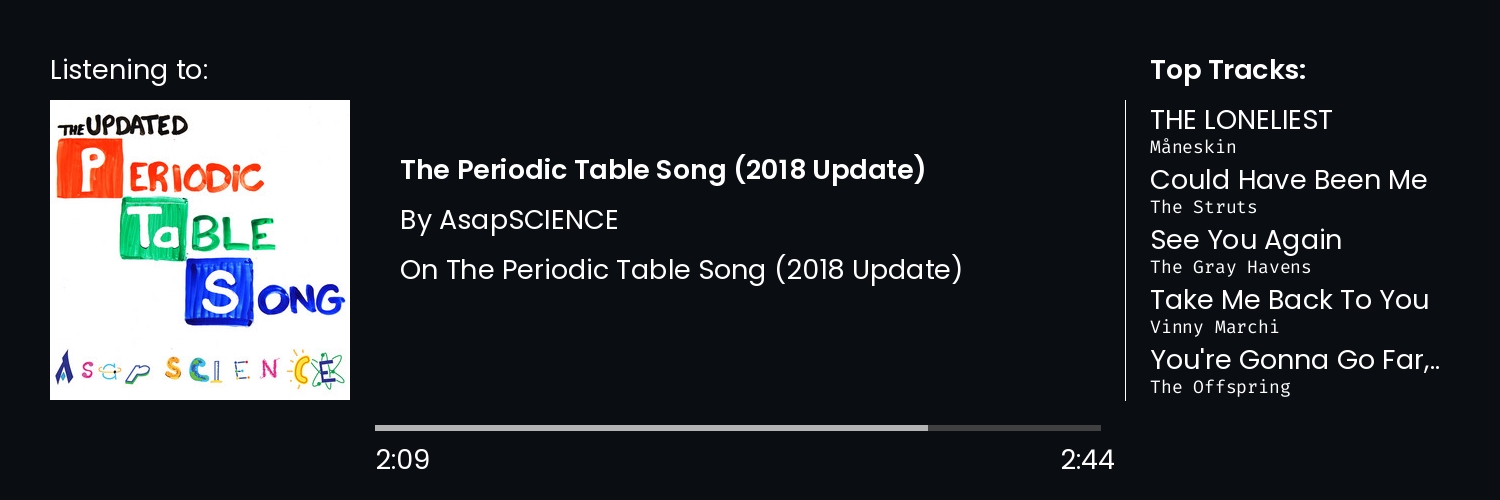 Listening to:
THE UPDATED
PERIODIC
TaBLE
SONG
AsapSCIENCE
The Periodic Table Song (2018 Update)
By AsapSCIENCE
On The Periodic Table Song (2018 Update)
2:09
2:44
Top Tracks:
THE LONELIEST
Måneskin
Could Have Been Me
The Struts
See You Again
The Gray Havens
Take Me Back To You
Vinny Marchi
You're Gonna Go Far,..
The Offspring